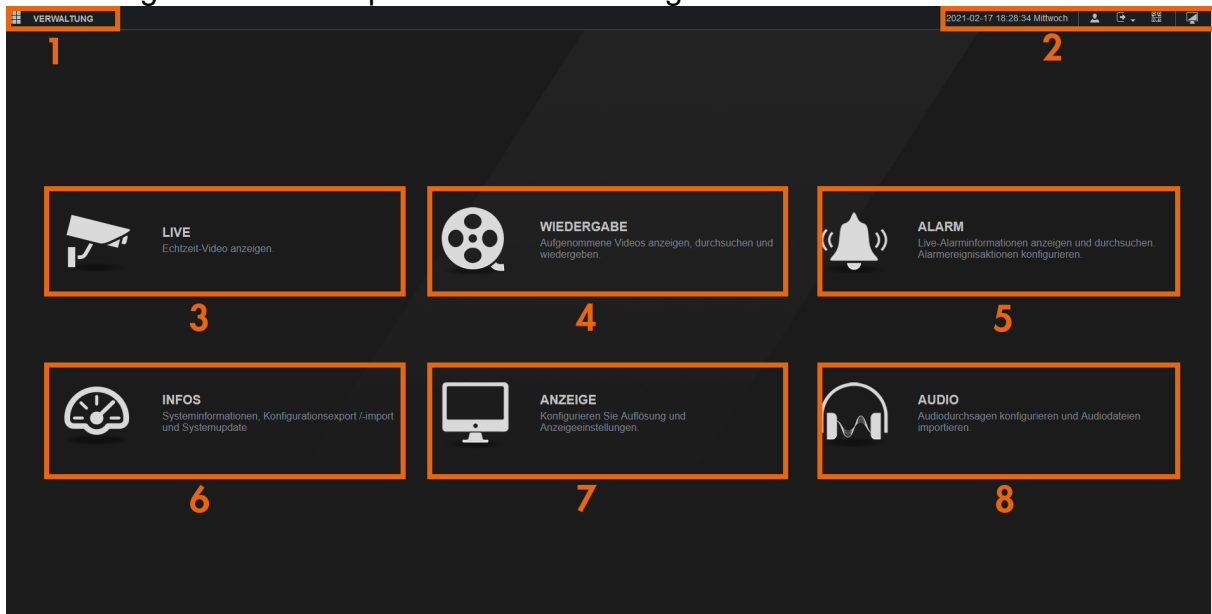 VERWALTUNG
2021-02-17 18:28:34 Mittwoch
1
2
LIVE
Echtzeit-Video anzeigen.
WIEDERGABE
Aufgenommene Videos anzeigen, durchsuchen und
wiedergeben.
ALARM
Live-Alarminformationen anzeigen und durchsuchen.
Alarmereignisaktionen konfigurieren.
3
4
5
INFOS
Systeminformationen, Konfigurationsexport /-import
und Systemupdate
ANZEIGE
Konfigurieren Sie Auflösung und
Anzeigeeinstellungen.
AUDIO
Audiodurchsagen konfigurieren und Audiodateien
importieren.
6
7
8